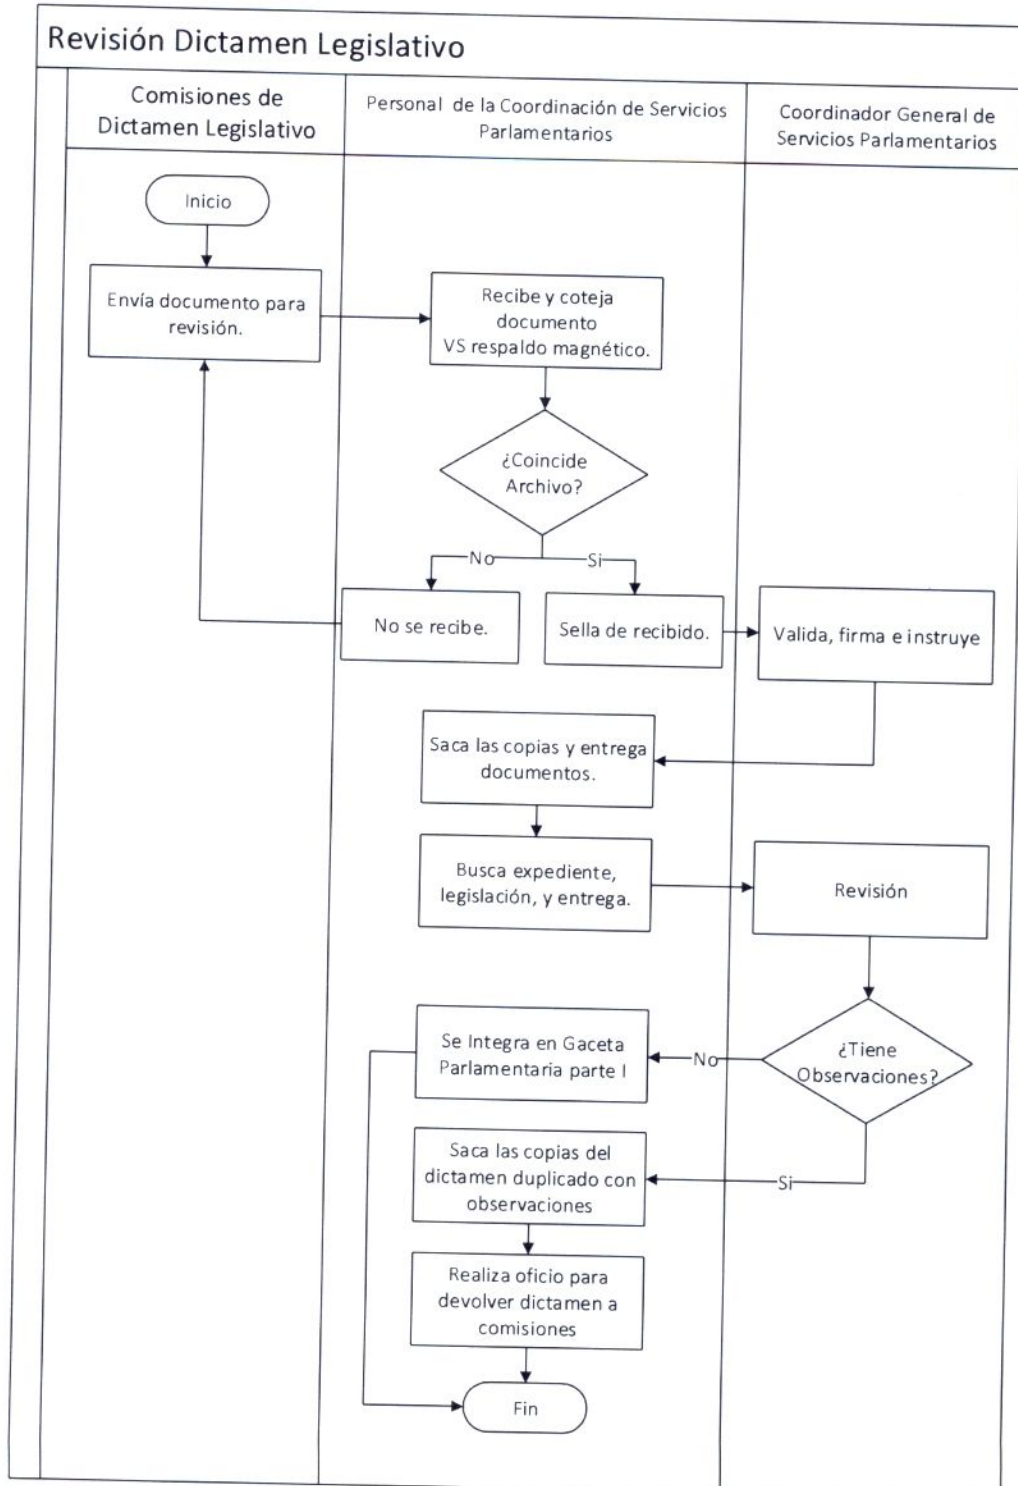 Revisión Dictamen Legislativo
Comisiones de
Dictamen Legislativo
Personal de la Coordinación de Servicios
Parlamentarios
Coordinador General de
Servicios Parlamentarios
Inicio
Envía documento para
revisión.
Recibe y coteja
documento
VS respaldo magnético.
¿Coincide
Archivo?
No
Si
No se recibe.
Sella de recibido.
Valida, firma e instruye
Saca las copias y entrega
documentos.
Busca expediente,
legislación, y entrega.
Revisión
¿Tiene
Observaciones?
No
Se Integra en Gaceta
Parlamentaria parte I
Si
Saca las copias del
dictamen duplicado con
observaciones
Realiza oficio para
devolver dictamen a
comisiones
Fin